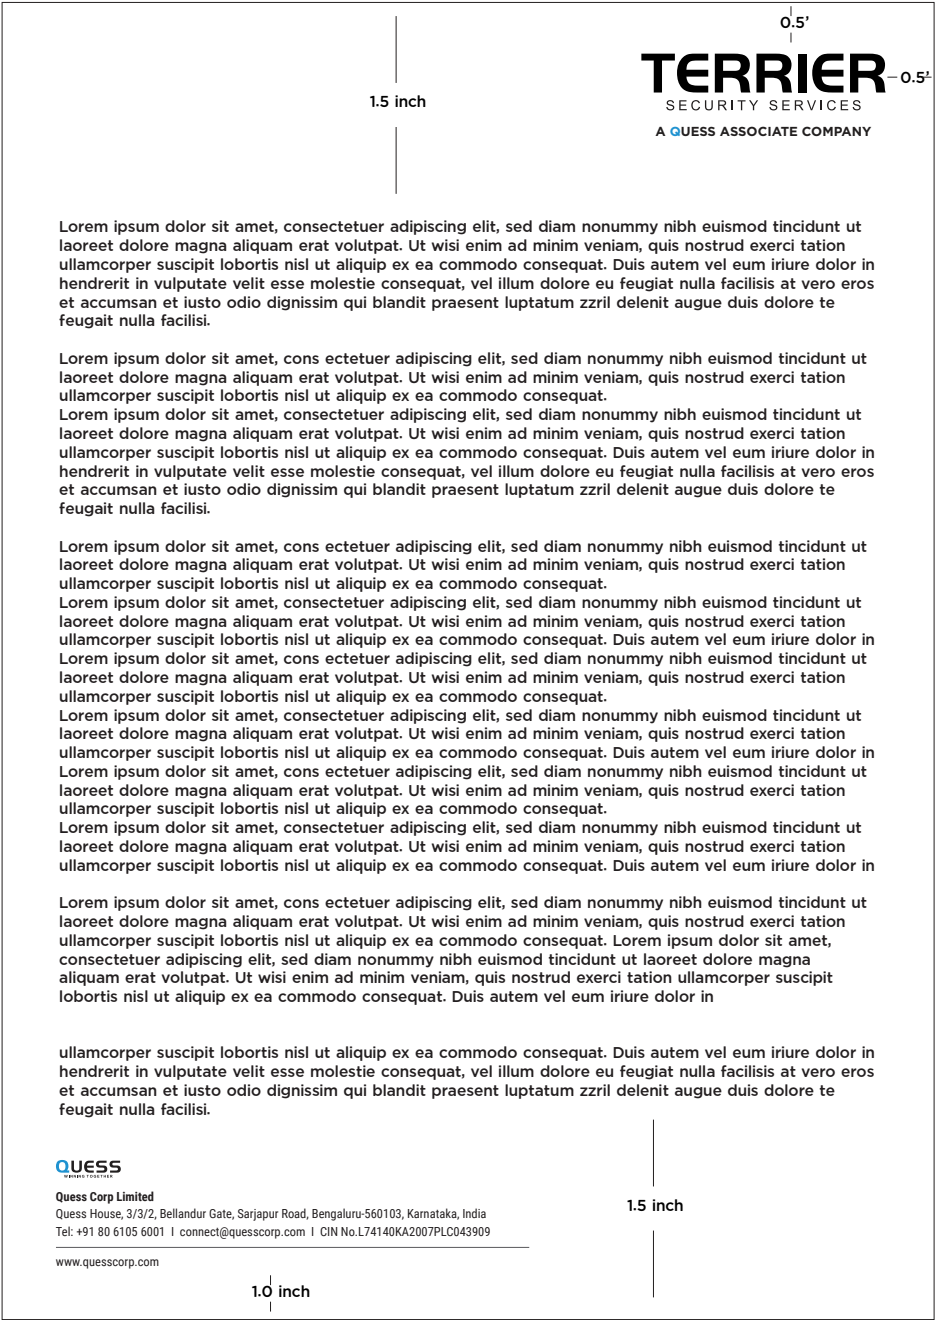 0.5'
TERRIER
0.5'
SECURITY SERVICES
A QUESS ASSOCIATE COMPANY
1.5 inch
Lorem ipsum dolor sit amet, consectetuer adipiscing elit, sed diam nonummy nibh euismod tincidunt ut
laoreet dolore magna aliquam erat volutpat. Ut wisi enim ad minim veniam, quis nostrud exerci tation
ullamcorper suscipit lobortis nisl ut aliquip ex ea commodo consequat. Duis autem vel eum iriure dolor in
hendrerit in vulputate velit esse molestie consequat, vel illum dolore eu feugiat nulla facilisis at vero eros
et accumsan et iusto odio dignissim qui blandit praesent luptatum zzril delenit augue duis dolore te
feugait nulla facilisi.
Lorem ipsum dolor sit amet, cons ectetuer adipiscing elit, sed diam nonummy nibh euismod tincidunt ut
laoreet dolore magna aliquam erat volutpat. Ut wisi enim ad minim veniam, quis nostrud exerci tation
ullamcorper suscipit lobortis nisl ut aliquip ex ea commodo consequat.
Lorem ipsum dolor sit amet, consectetuer adipiscing elit, sed diam nonummy nibh euismod tincidunt ut
laoreet dolore magna aliquam erat volutpat. Ut wisi enim ad minim veniam, quis nostrud exerci tation
ullamcorper suscipit lobortis nisl ut aliquip ex ea commodo consequat. Duis autem vel eum iriure dolor in
hendrerit in vulputate velit esse molestie consequat, vel illum dolore eu feugiat nulla facilisis at vero eros
et accumsan et iusto odio dignissim qui blandit praesent luptatum zzril delenit augue duis dolore te
feugait nulla facilisi.
Lorem ipsum dolor sit amet, cons ectetuer adipiscing elit, sed diam nonummy nibh euismod tincidunt ut
laoreet dolore magna aliquam erat volutpat. Ut wisi enim ad minim veniam, quis nostrud exerci tation
ullamcorper suscipit lobortis nisl ut aliquip ex ea commodo consequat.
Lorem ipsum dolor sit amet, consectetuer adipiscing elit, sed diam nonummy nibh euismod tincidunt ut
laoreet dolore magna aliquam erat volutpat. Ut wisi enim ad minim veniam, quis nostrud exerci tation
ullamcorper suscipit lobortis nisl ut aliquip ex ea commodo consequat. Duis autem vel eum iriure dolor in
Lorem ipsum dolor sit amet, cons ectetuer adipiscing elit, sed diam nonummy nibh euismod tincidunt ut
laoreet dolore magna aliquam erat volutpat. Ut wisi enim ad minim veniam, quis nostrud exerci tation
ullamcorper suscipit lobortis nisl ut aliquip ex ea commodo consequat.
Lorem ipsum dolor sit amet, consectetuer adipiscing elit, sed diam nonummy nibh euismod tincidunt ut
laoreet dolore magna aliquam erat volutpat. Ut wisi enim ad minim veniam, quis nostrud exerci tation
ullamcorper suscipit lobortis nisl ut aliquip ex ea commodo consequat. Duis autem vel eum iriure dolor in
Lorem ipsum dolor sit amet, cons ectetuer adipiscing elit, sed diam nonummy nibh euismod tincidunt ut
laoreet dolore magna aliquam erat volutpat. Ut wisi enim ad minim veniam, quis nostrud exerci tation
ullamcorper suscipit lobortis nisl ut aliquip ex ea commodo consequat.
Lorem ipsum dolor sit amet, consectetuer adipiscing elit, sed diam nonummy nibh euismod tincidunt ut
laoreet dolore magna aliquam erat volutpat. Ut wisi enim ad minim veniam, quis nostrud exerci tation
ullamcorper suscipit lobortis nisl ut aliquip ex ea commodo consequat. Duis autem vel eum iriure dolor in
Lorem ipsum dolor sit amet, cons ectetuer adipiscing elit, sed diam nonummy nibh euismod tincidunt ut
laoreet dolore magna aliquam erat volutpat. Ut wisi enim ad minim veniam, quis nostrud exerci tation
ullamcorper suscipit lobortis nisl ut aliquip ex ea commodo consequat. Lorem ipsum dolor sit amet,
consectetuer adipiscing elit, sed diam nonummy nibh euismod tincidunt ut laoreet dolore magna
aliquam erat volutpat. Ut wisi enim ad minim veniam, quis nostrud exerci tation ullamcorper suscipit
lobortis nisl ut aliquip ex ea commodo consequat. Duis autem vel eum iriure dolor in
ullamcorper suscipit lobortis nisl ut aliquip ex ea commodo consequat. Duis autem vel eum iriure dolor in
hendrerit in vulputate velit esse molestie consequat, vel illum dolore eu feugiat nulla facilisis at vero eros
et accumsan et iusto odio dignissim qui blandit praesent luptatum zzril delenit augue duis dolore te
feugait nulla facilisi.
QUESS
WINNING TOGETHER
Quess Corp Limited
Quess House, 3/3/2, Bellandur Gate, Sarjapur Road, Bengaluru-560103, Karnataka, India
Tel: +91 80 6105 6001 I connect@quesscorp.com I CIN No.L74140KA2007PLC043909
www.quesscorp.com
1.5 inch
1.0 inch